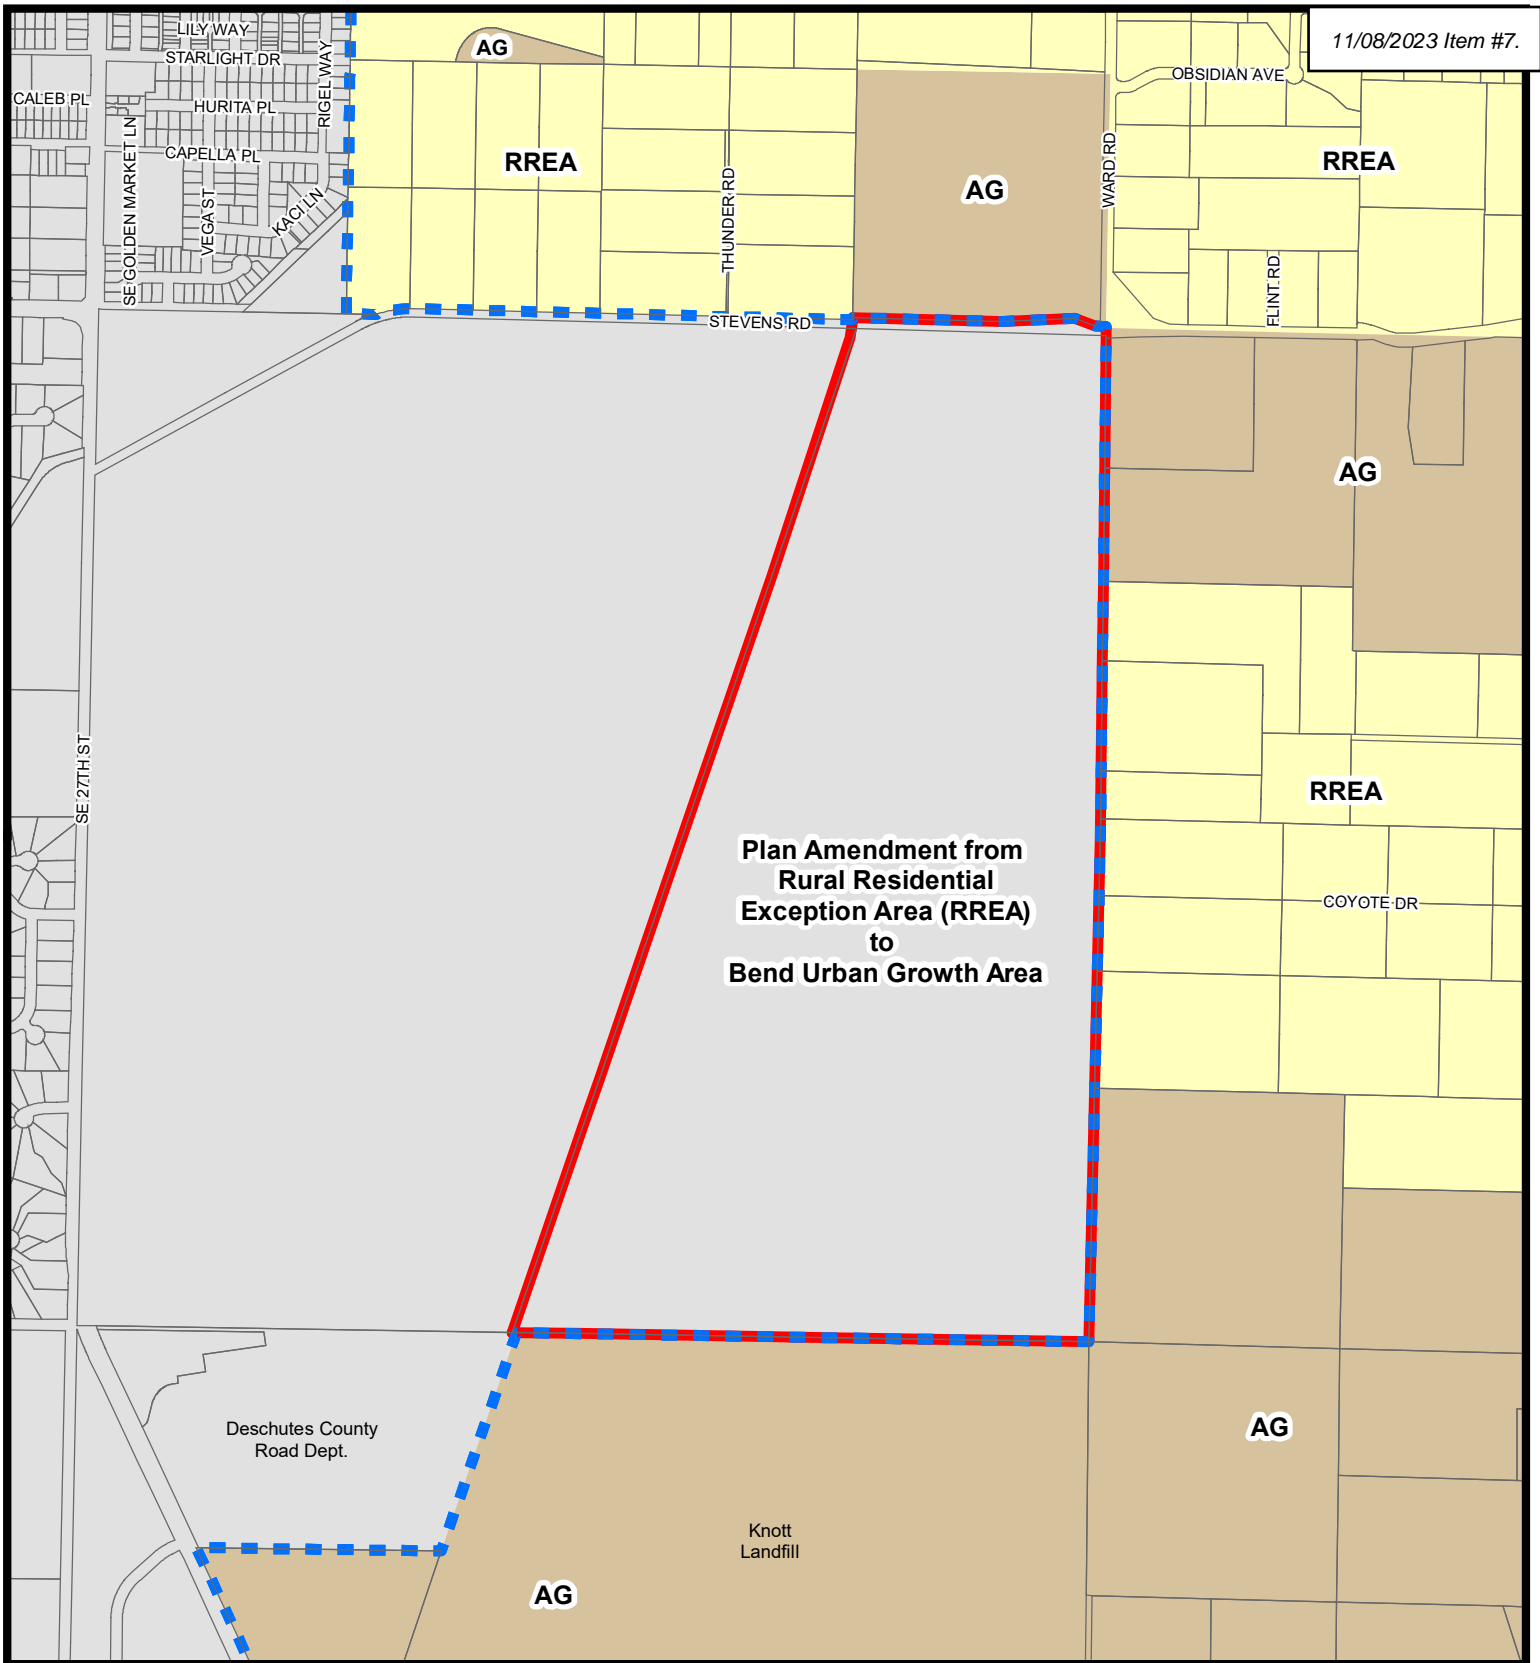 11/08/2023 Item #7.
LILY WAY
STARLIGHT DR
RIGEL WAY
AG
OBSIDIAN AVE
CALEB PL
HURITA PL
SE GOLDEN MARKET LN
CAPELLA PL
RREA
WARD RD
RREA
AG
THUNDER RD
VEGA ST
KACI LN
FLINT RD
STEVENS RD
AG
SE 27TH ST
RREA
Plan Amendment from
Rural Residential
Exception Area (RREA)
to
Bend Urban Growth Area
COYOTE DR
Deschutes County
Road Dept.
AG
Knott
Landfill
AG